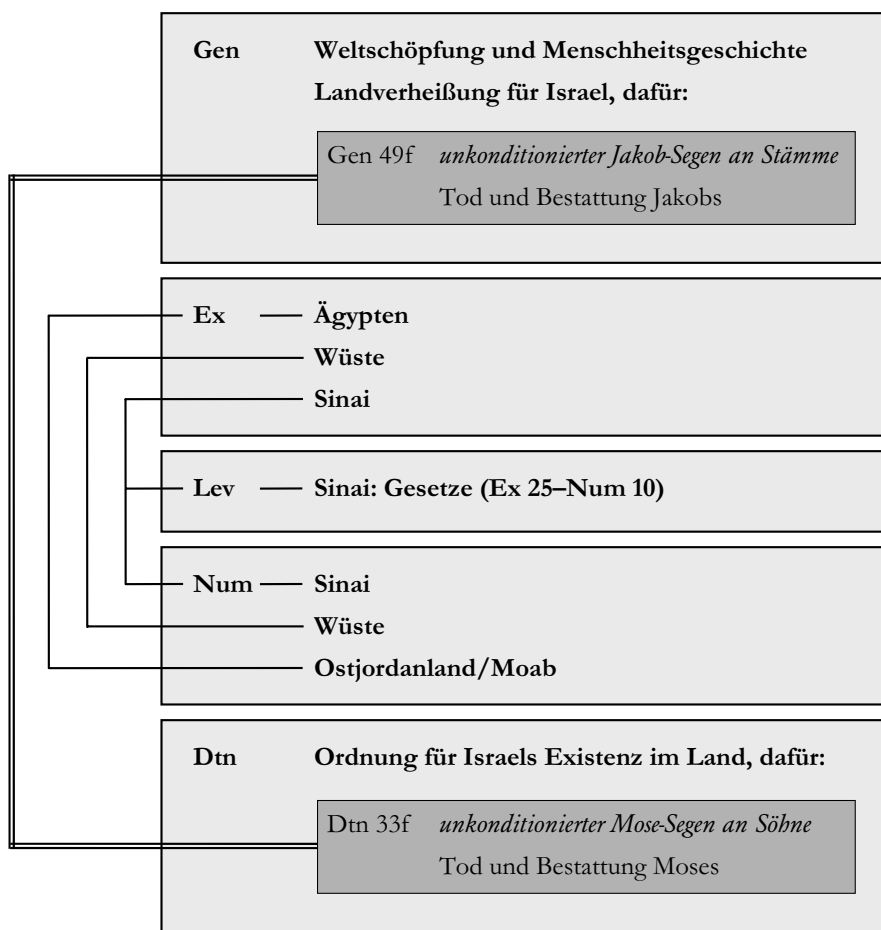 Gen Weltschöpfung und Menschheitsgeschichte
Landverheißung für Israel, dafür:
Gen 49f unkonditionierter Jakob-Segen an Stämme
Tod und Bestattung Jakobs
Ex Ägypten
Wüste
Sinai
Lev Sinai: Gesetze (Ex 25–Num 10)
Num Sinai
Wüste
Ostjordanland/Moab
Dtn Ordnung für Israels Existenz im Land, dafür:
Dtn 33f unkonditionierter Mose-Segen an Söhne
Tod und Bestattung Moses